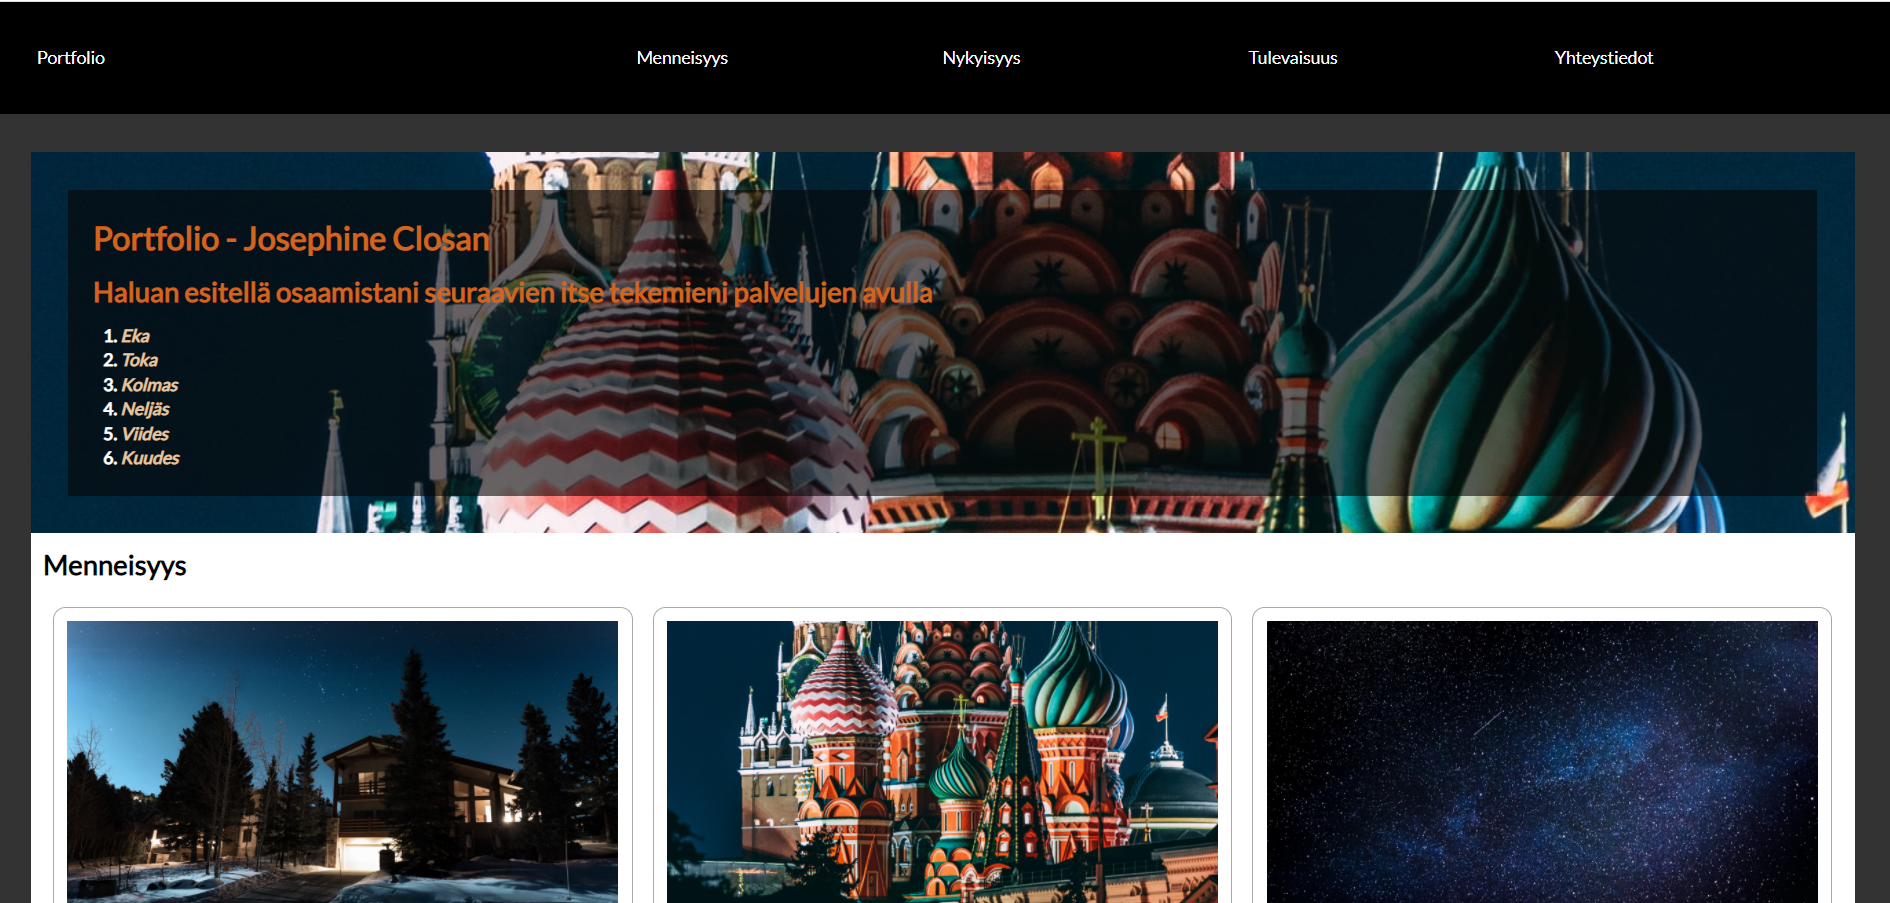 Portfolio Menneisyys Nykyisyys Tulevaisuus Yhteystiedot
Portfolio - Josephine Closan
Haluan esitellä osaamistani seuraavien itse tekemieni palvelujen avulla
1. Eka
2. Toka
3. Kolmas
4. Neljäs
5. Viides
6. Kuudes
Menneisyys